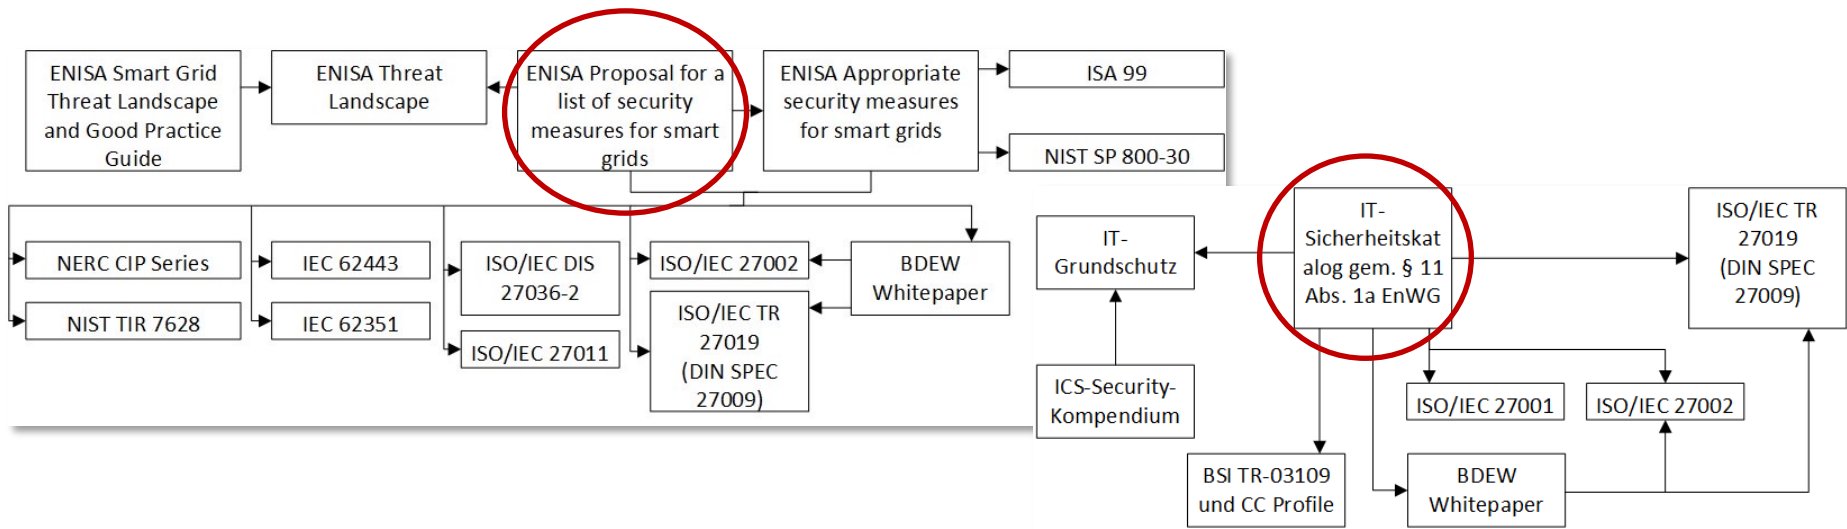 ENISA Smart Grid
Threat Landscape
and Good Practice
Guide
ENISA Threat
Landscape
ENISA Proposal for a
list of security
measures for smart
grids
ENISA Appropriate
security measures
for smart grids
ISA 99
NIST SP 800-30
NERC CIP Series
NIST TIR 7628
IEC 62443
IEC 62351
ISO/IEC DIS
27036-2
ISO/IEC 27011
ISO/IEC 27002
ISO/IEC TR
27019
(DIN SPEC
27009)
BDEW
Whitepaper
IT-
Grundschutz
ICS-Security-
Kompendium
IT-
Sicherheitskat
alog gem. § 11
Abs. 1a EnWG
ISO/IEC TR
27019
(DIN SPEC
27009)
ISO/IEC 27001
ISO/IEC 27002
BSI TR-03109
und CC Profile
BDEW
Whitepaper